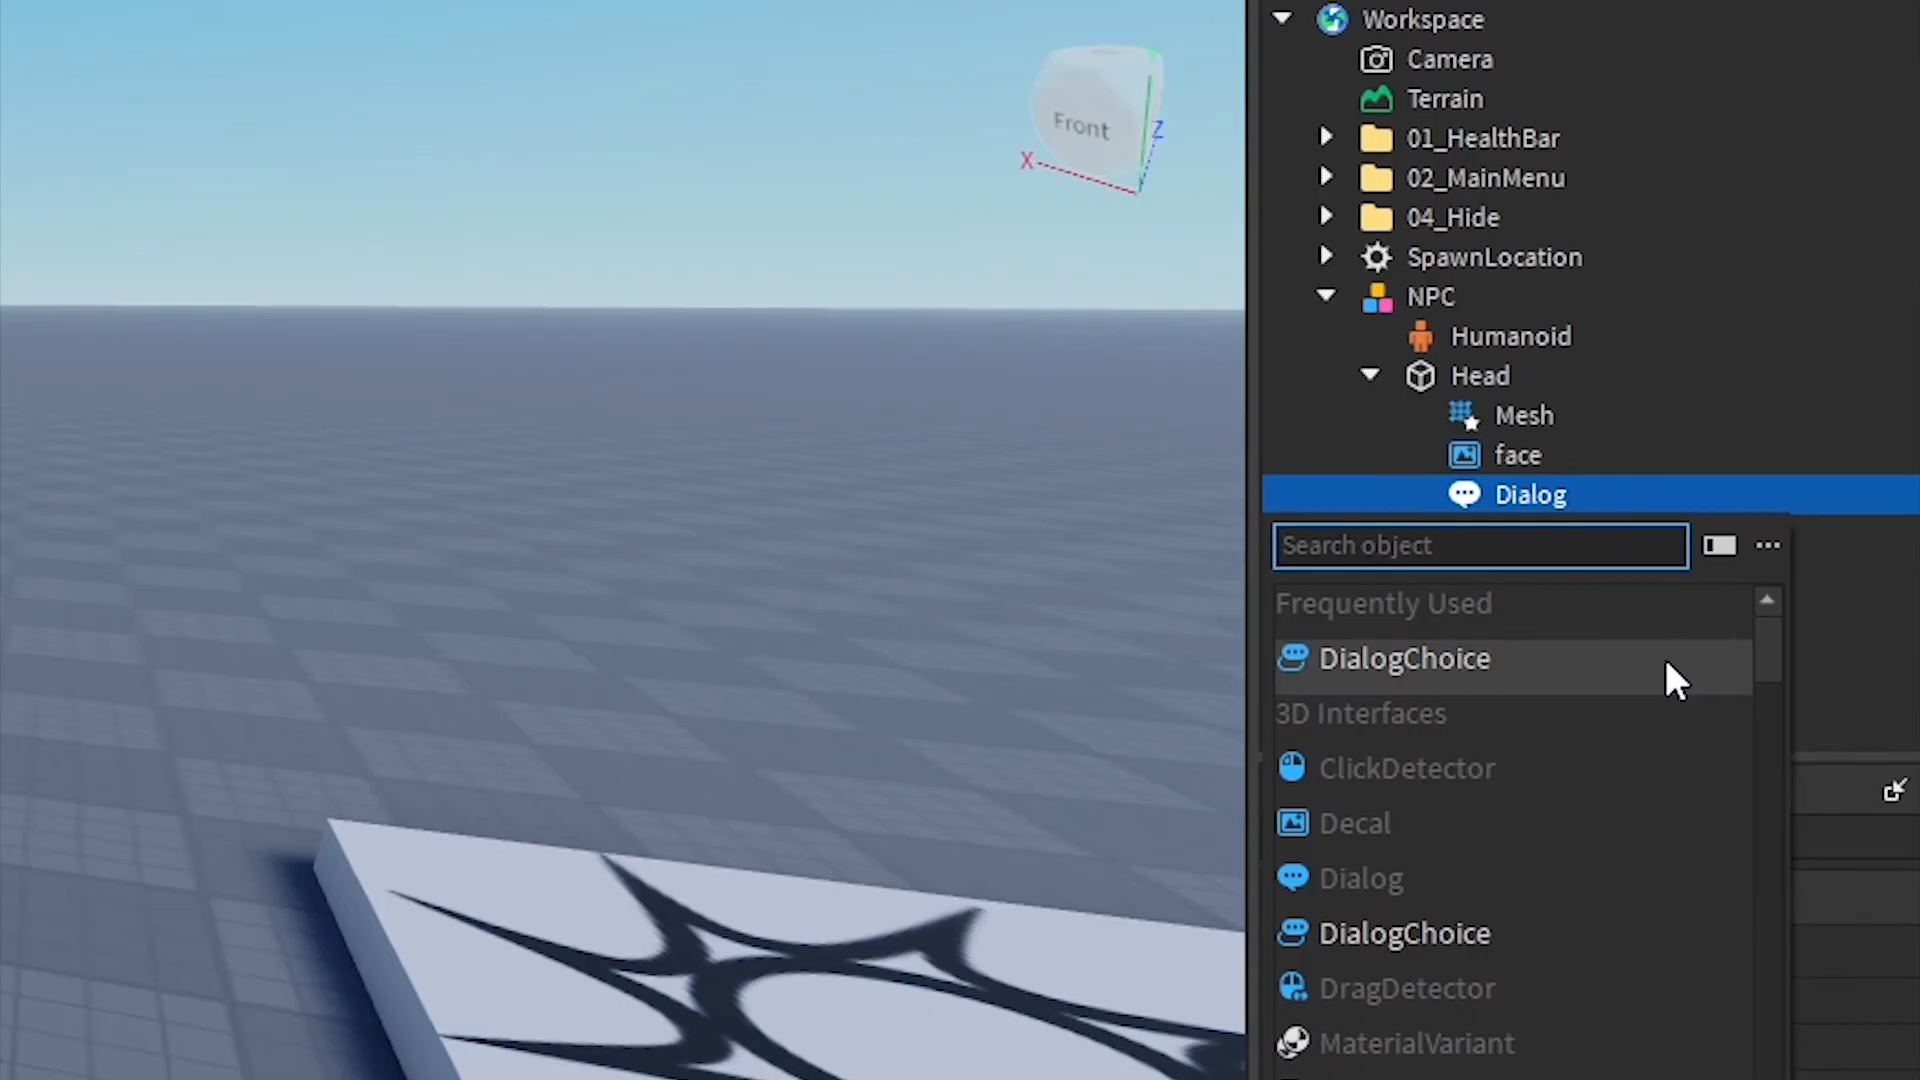 Workspace
Camera
Terrain
01_HealthBar
02_MainMenu
04_Hide
SpawnLocation
NPC
Humanoid
Head
Mesh
face
Dialog
Search object
Frequently Used
DialogChoice
3D Interfaces
ClickDetector
Decal
Dialog
DialogChoice
DragDetector
MaterialVariant
Front
X
Z